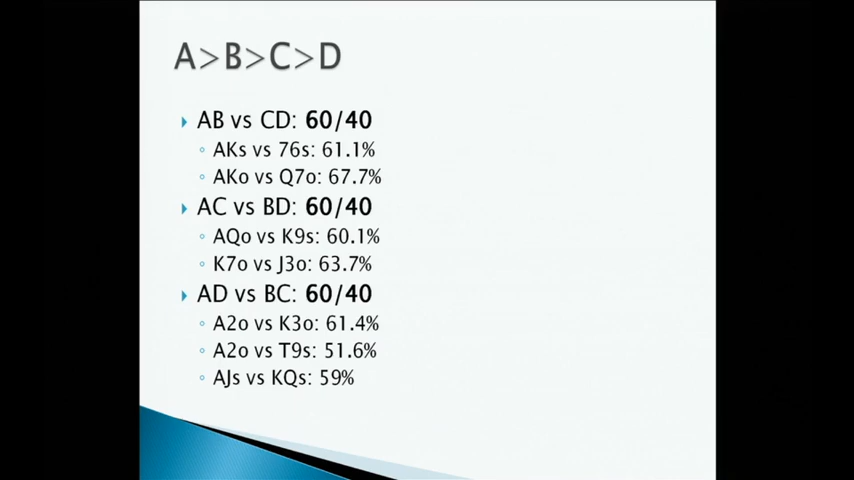 A>B>C>D
AB vs CD: 60/40
AKs vs 76s: 61.1%
AKo vs Q7o: 67.7%
AC vs BD: 60/40
AQo vs K9s: 60.1%
K7o vs J3o: 63.7%
AD vs BC: 60/40
A2o vs K3o: 61.4%
A2o vs T9s: 51.6%
AJs vs KQs: 59%